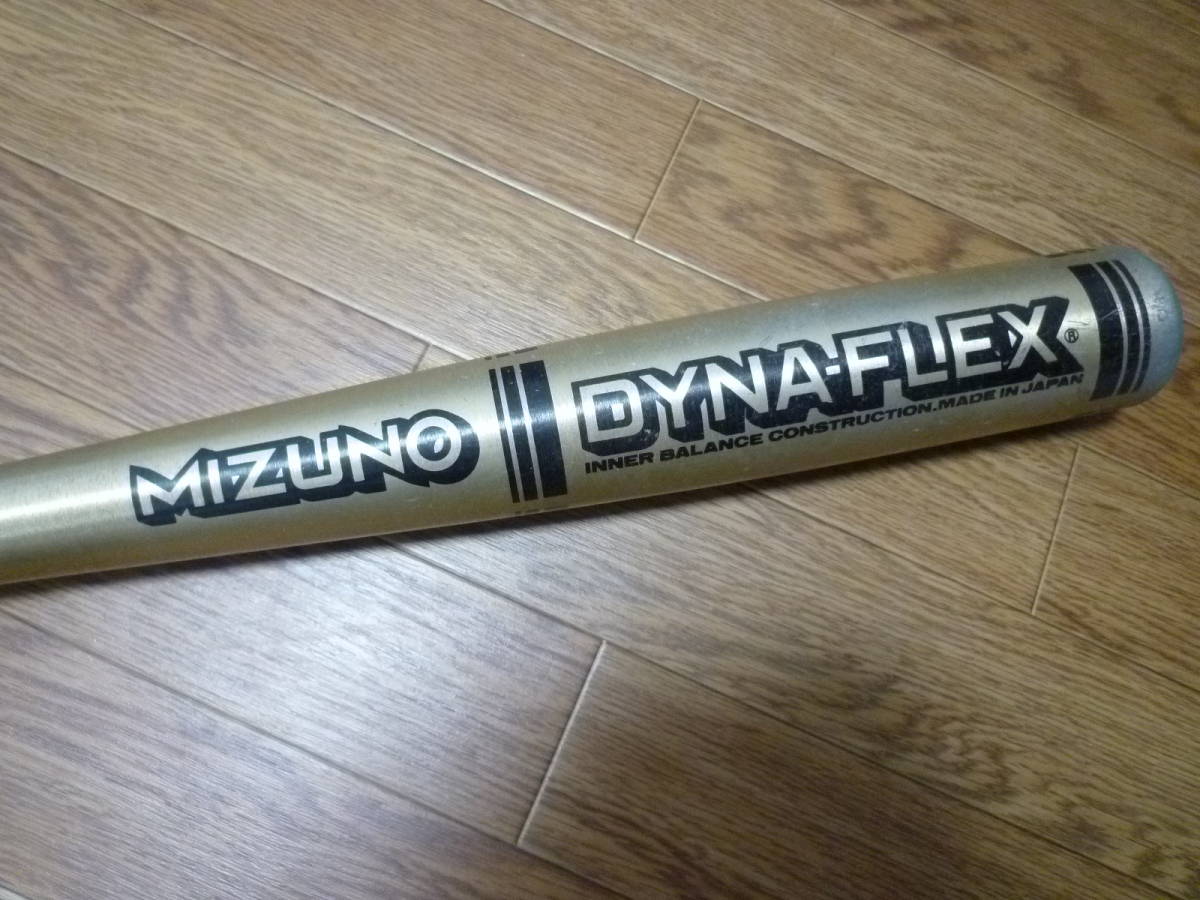 MIZUNO
DYNA-FLEX®
INNER BALANCE CONSTRUCTION.MADE IN JAPAN